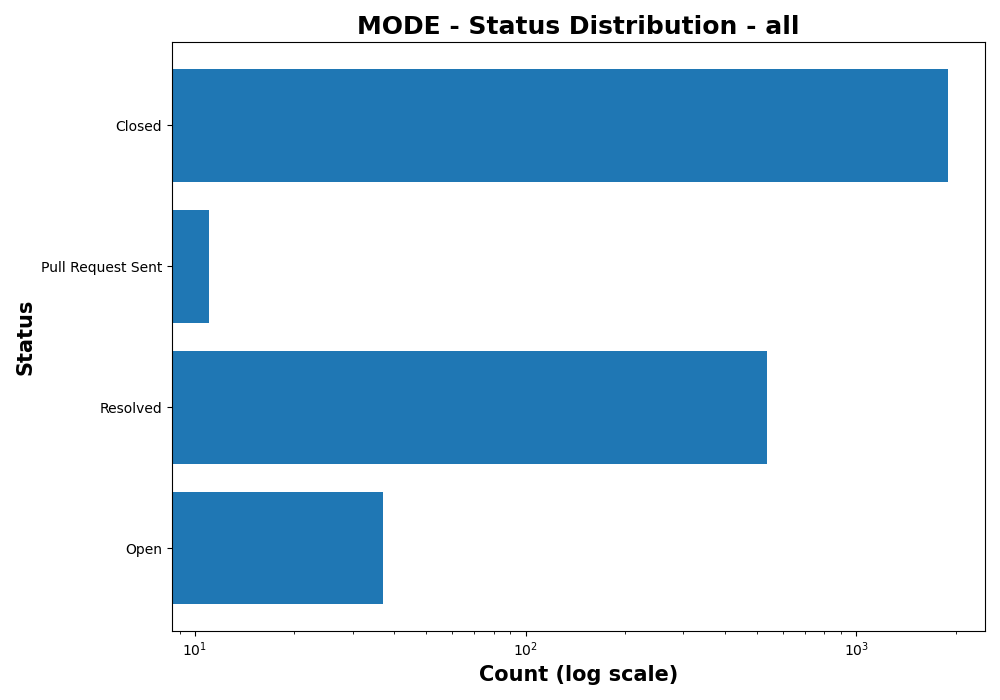 MODE - Status Distribution - all
Closed
Pull Request Sent
Resolved
Open
Status
10¹
10²
10³
Count (log scale)